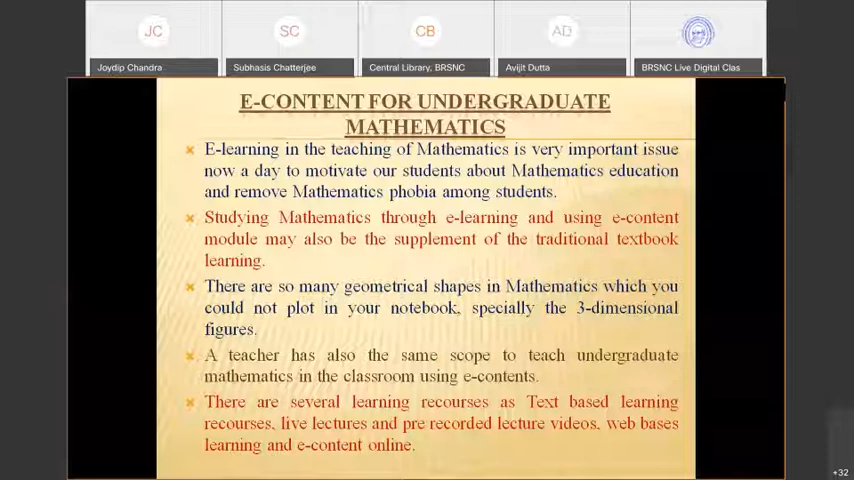 JC
SC
CB
AD
Joydip Chandra
Subhasis Chatterjee
Central Library, BRSNC
Avijit Dutta
BRSNC Live Digital Clas
E-CONTENT FOR UNDERGRADUATE
MATHEMATICS
E-learning in the teaching of Mathematics is very important issue
now a day to motivate our students about Mathematics education
and remove Mathematics phobia among students.
Studying Mathematics through e-learning and using e-content
module may also be the supplement of the traditional textbook
learning.
There are so many geometrical shapes in Mathematics which you
could not plot in your notebook, specially the 3-dimensional
figures.
A teacher has also the same scope to teach undergraduate
mathematics in the classroom using e-contents.
There are several learning recourses as Text based learning
recourses, live lectures and pre recorded lecture videos, web bases
learning and e-content online.
+32